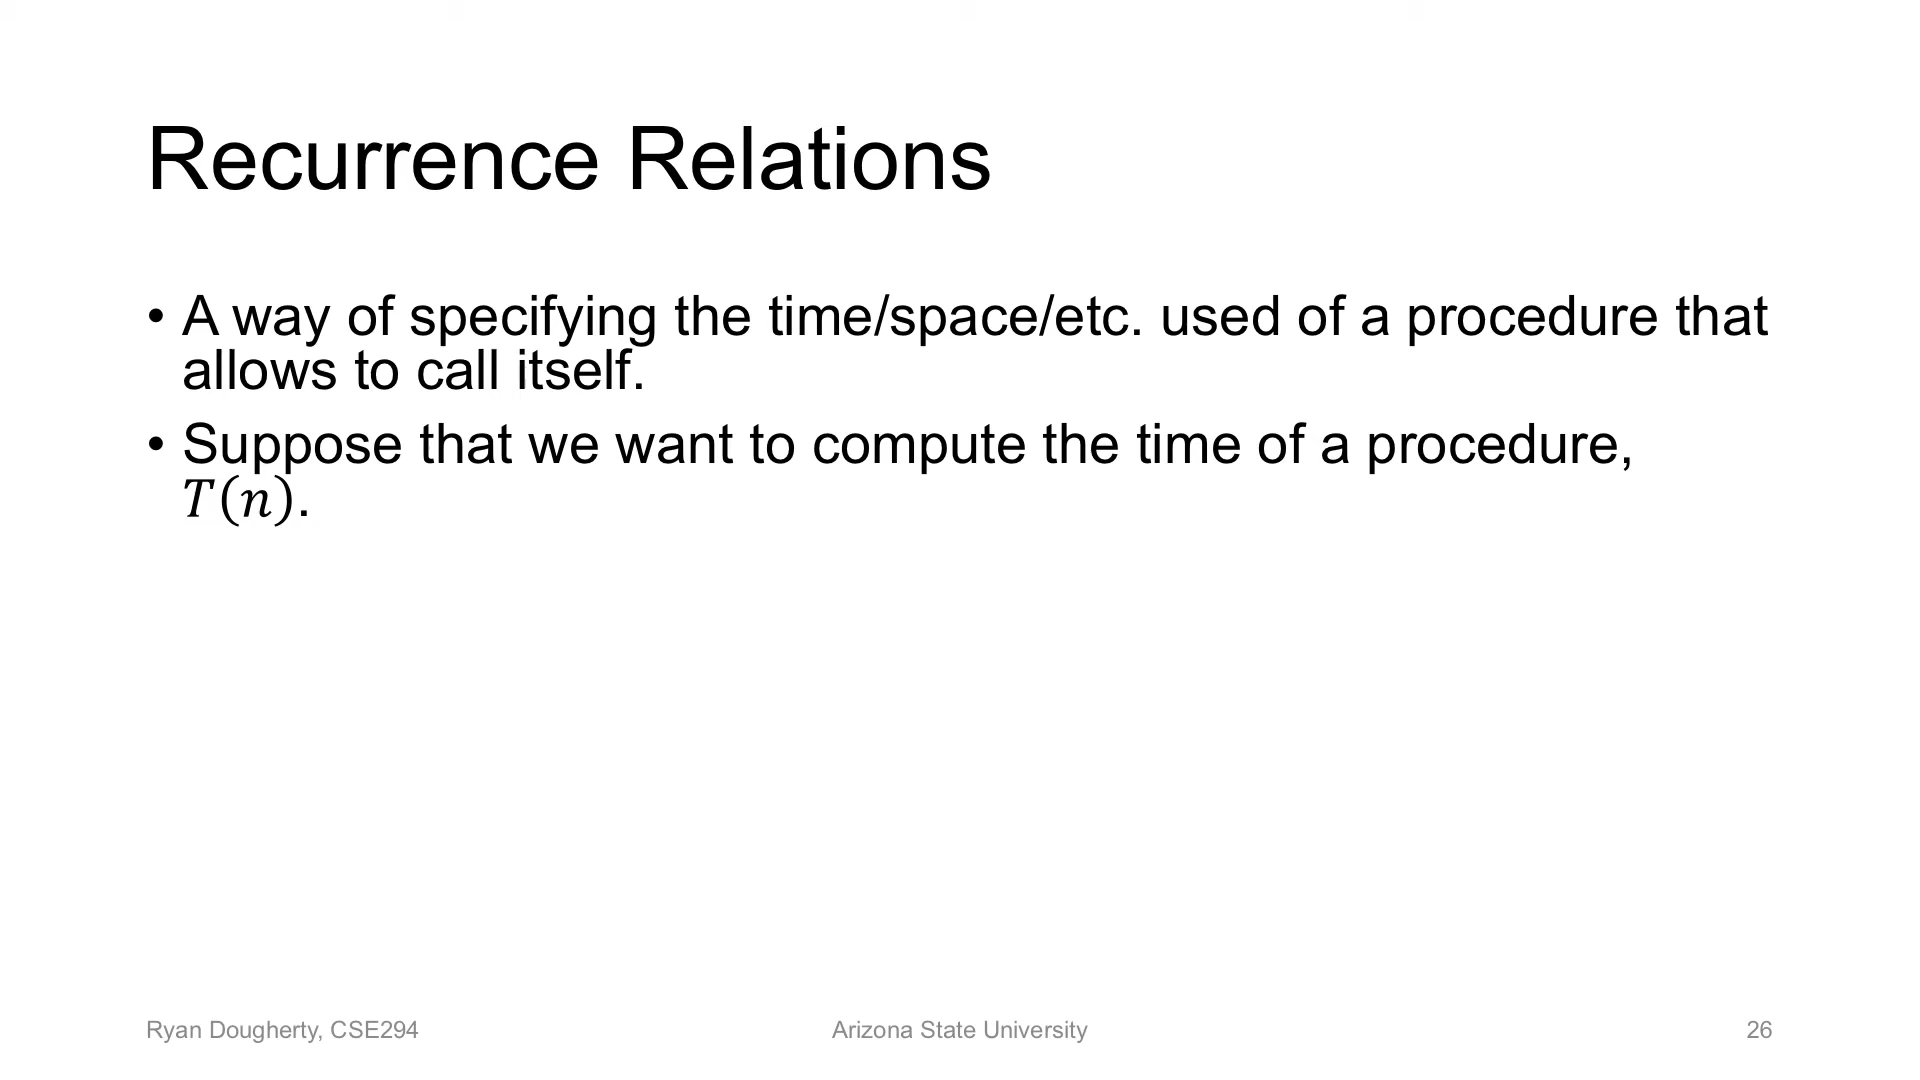 Recurrence Relations
• A way of specifying the time/space/etc. used of a procedure that
allows to call itself.
• Suppose that we want to compute the time of a procedure,
𝑇(𝑛).
Ryan Dougherty, CSE294
Arizona State University
26